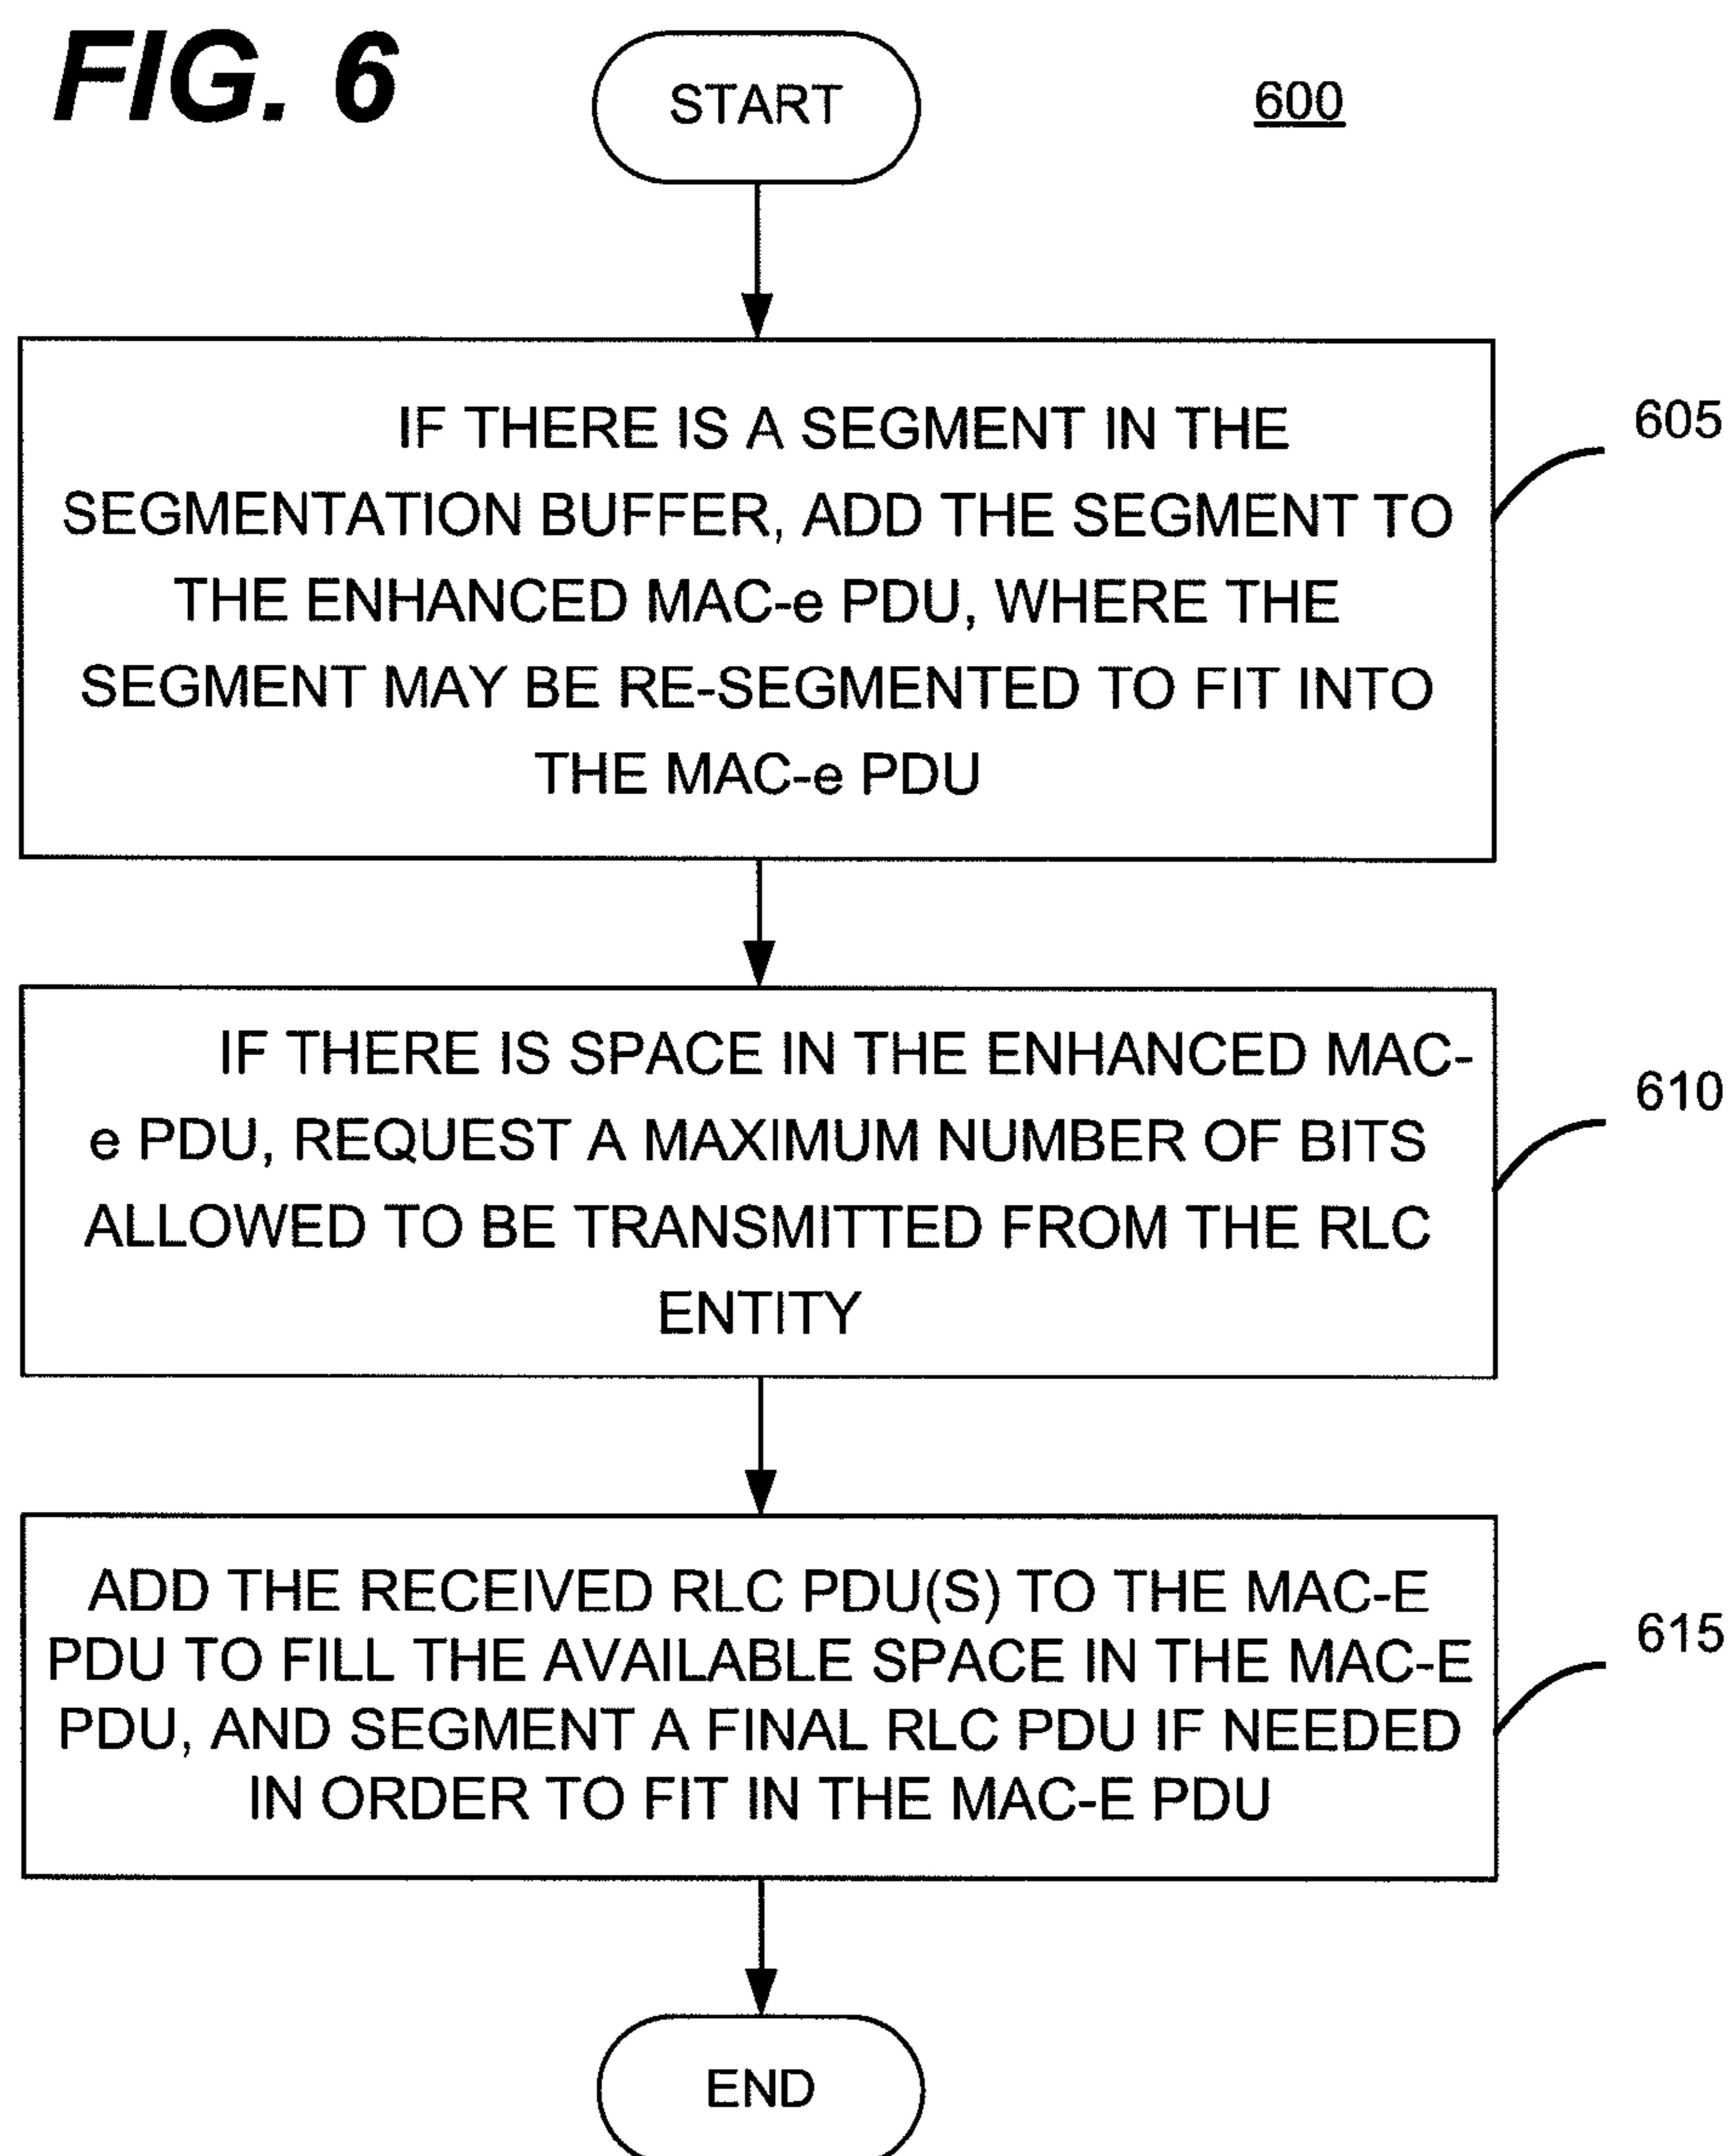 FIG. 6
START
600
IF THERE IS A SEGMENT IN THE
SEGMENTATION BUFFER, ADD THE SEGMENT TO
THE ENHANCED MAC-e PDU, WHERE THE
SEGMENT MAY BE RE-SEGMENTED TO FIT INTO
THE MAC-e PDU
605
IF THERE IS SPACE IN THE ENHANCED MAC-
e PDU, REQUEST A MAXIMUM NUMBER OF BITS
ALLOWED TO BE TRANSMITTED FROM THE RLC
ENTITY
610
ADD THE RECEIVED RLC PDU(S) TO THE MAC-E
PDU TO FILL THE AVAILABLE SPACE IN THE MAC-E
PDU, AND SEGMENT A FINAL RLC PDU IF NEEDED
IN ORDER TO FIT IN THE MAC-E PDU
615
END